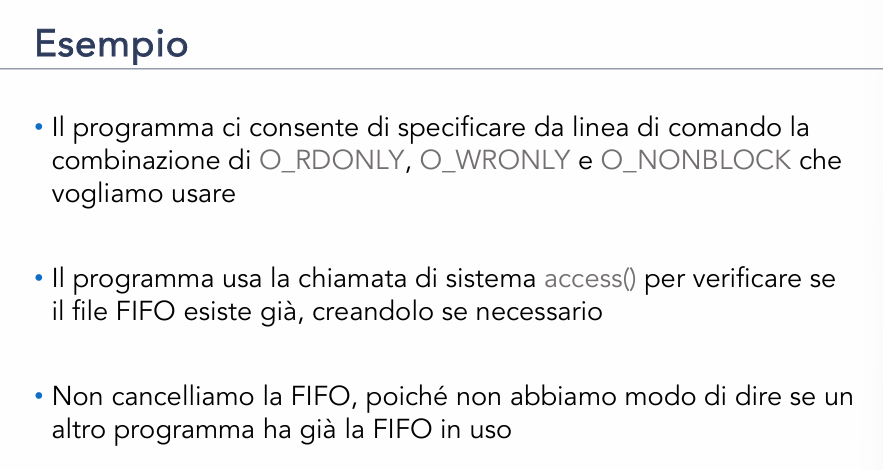 Esempio
• Il programma ci consente di specificare da linea di comando la
combinazione di O_RDONLY, O_WRONLY e O_NONBLOCK che
vogliamo usare
• Il programma usa la chiamata di sistema access() per verificare se
il file FIFO esiste già, creandolo se necessario
• Non cancelliamo la FIFO, poiché non abbiamo modo di dire se un
altro programma ha già la FIFO in uso